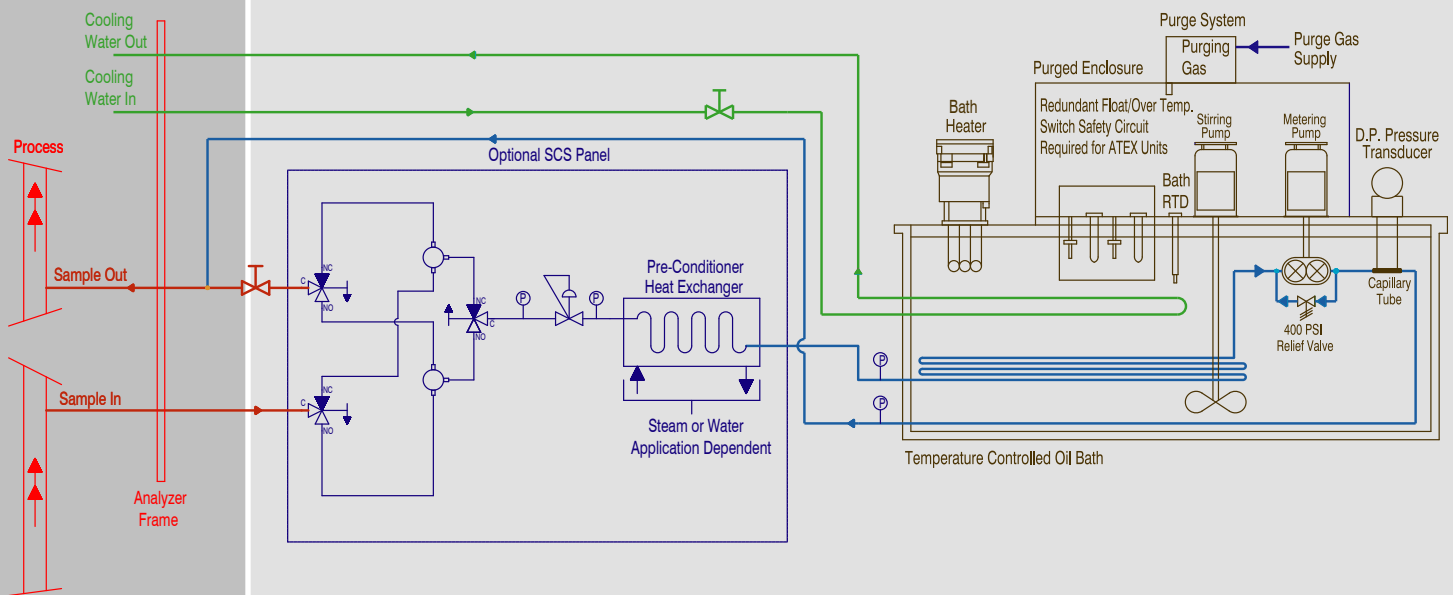 Cooling
Water Out
Cooling
Water In
Process
Sample Out
Sample In
Analyzer
Frame
Optional SCS Panel
NC
C
NO
NC
C
NO
NC
C
NO
P
P
Pre-Conditioner
Heat Exchanger
Steam or Water
Application Dependent
P
P
Purge System
Purging
Gas
Purge Gas
Supply
Purged Enclosure
Redundant Float/Over Temp.
Switch Safety Circuit
Required for ATEX Units
Bath
Heater
Stirring
Pump
Metering
Pump
D.P. Pressure
Transducer
Bath
RTD
Capillary
Tube
400 PSI
Relief Valve
Temperature Controlled Oil Bath